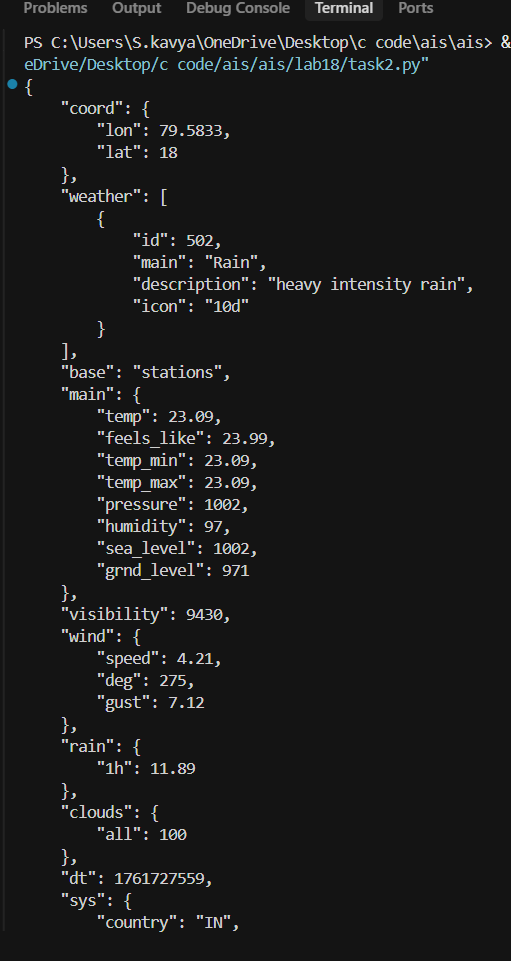 Problems Output Debug Console Terminal Ports
PS C:\Users\S.kavya\OneDrive\Desktop\c code\ais\ais> &
eDrive/Desktop/c code/ais/ais/lab18/task2.py"
{
    "coord": {
        "lon": 79.5833,
        "lat": 18
    },
    "weather": [
        {
            "id": 502,
            "main": "Rain",
            "description": "heavy intensity rain",
            "icon": "10d"
        }
    ],
    "base": "stations",
    "main": {
        "temp": 23.09,
        "feels_like": 23.99,
        "temp_min": 23.09,
        "temp_max": 23.09,
        "pressure": 1002,
        "humidity": 97,
        "sea_level": 1002,
        "grnd_level": 971
    },
    "visibility": 9430,
    "wind": {
        "speed": 4.21,
        "deg": 275,
        "gust": 7.12
    },
    "rain": {
        "1h": 11.89
    },
    "clouds": {
        "all": 100
    },
    "dt": 1761727559,
    "sys": {
        "country": "IN",